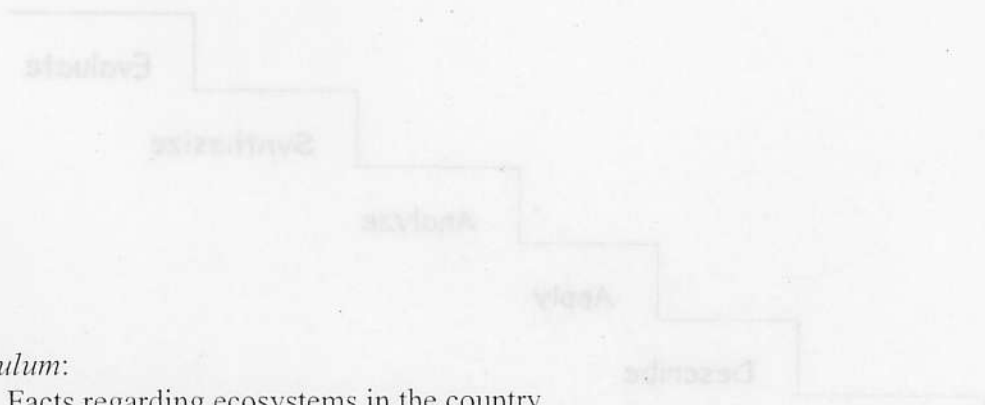 Evaluate
Synthesize
Analyze
Apply
Describe
ulum:
Facts regarding ecosystems in the country